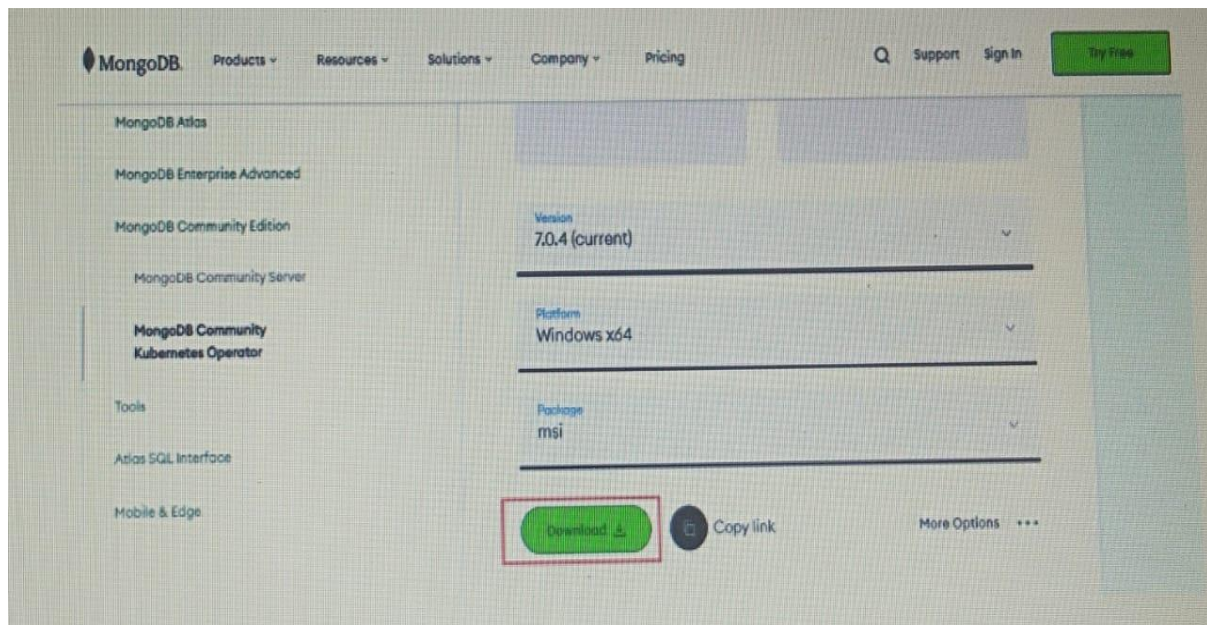 MongoDB. Products Resources Solutions Company Pricing Support Sign In Try Free
MongoDB Atlas
MongoDB Enterprise Advanced
MongoDB Community Edition
MongoDB Community Server
MongoDB Community
Kubernetes Operator
Tools
Atlas SQL Interface
Mobile & Edge
Version
7.0.4 (current)
Platform
Windows x64
Package
msi
Download Copy link More Options